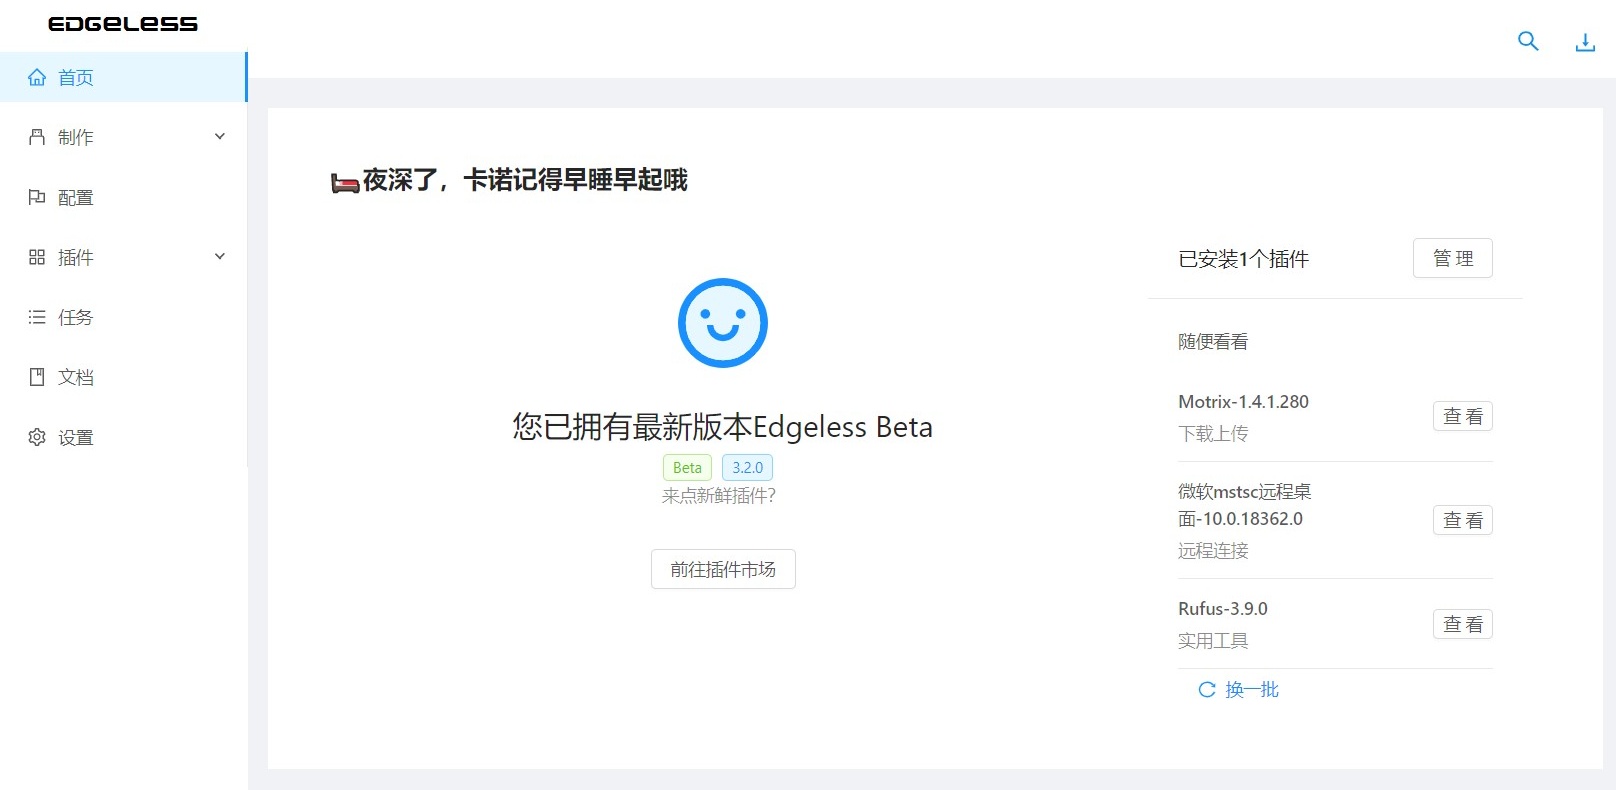 EDGELESS
首页
制作
配置
插件
任务
文档
设置
夜深了，卡诺记得早睡早起哦
您已拥有最新版本Edgeless Beta
Beta 3.2.0
来点新鲜插件?
前往插件市场
已安装1个插件 管 理
随便看看
Motrix-1.4.1.280
下载上传
查 看
微软mstsc远程桌
面-10.0.18362.0
远程连接
查 看
Rufus-3.9.0
实用工具
查 看
换一批